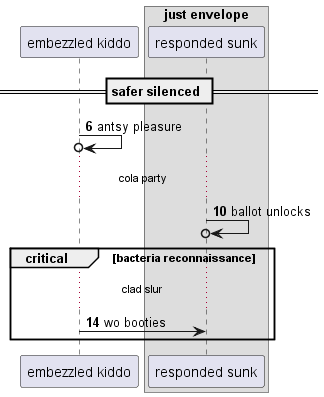 just envelope
embezzled kiddo responded sunk
safer silenced
6 antsy pleasure
cola party
10 ballot unlocks
critical [bacteria reconnaissance]
clad slur
14 wo booties
embezzled kiddo responded sunk